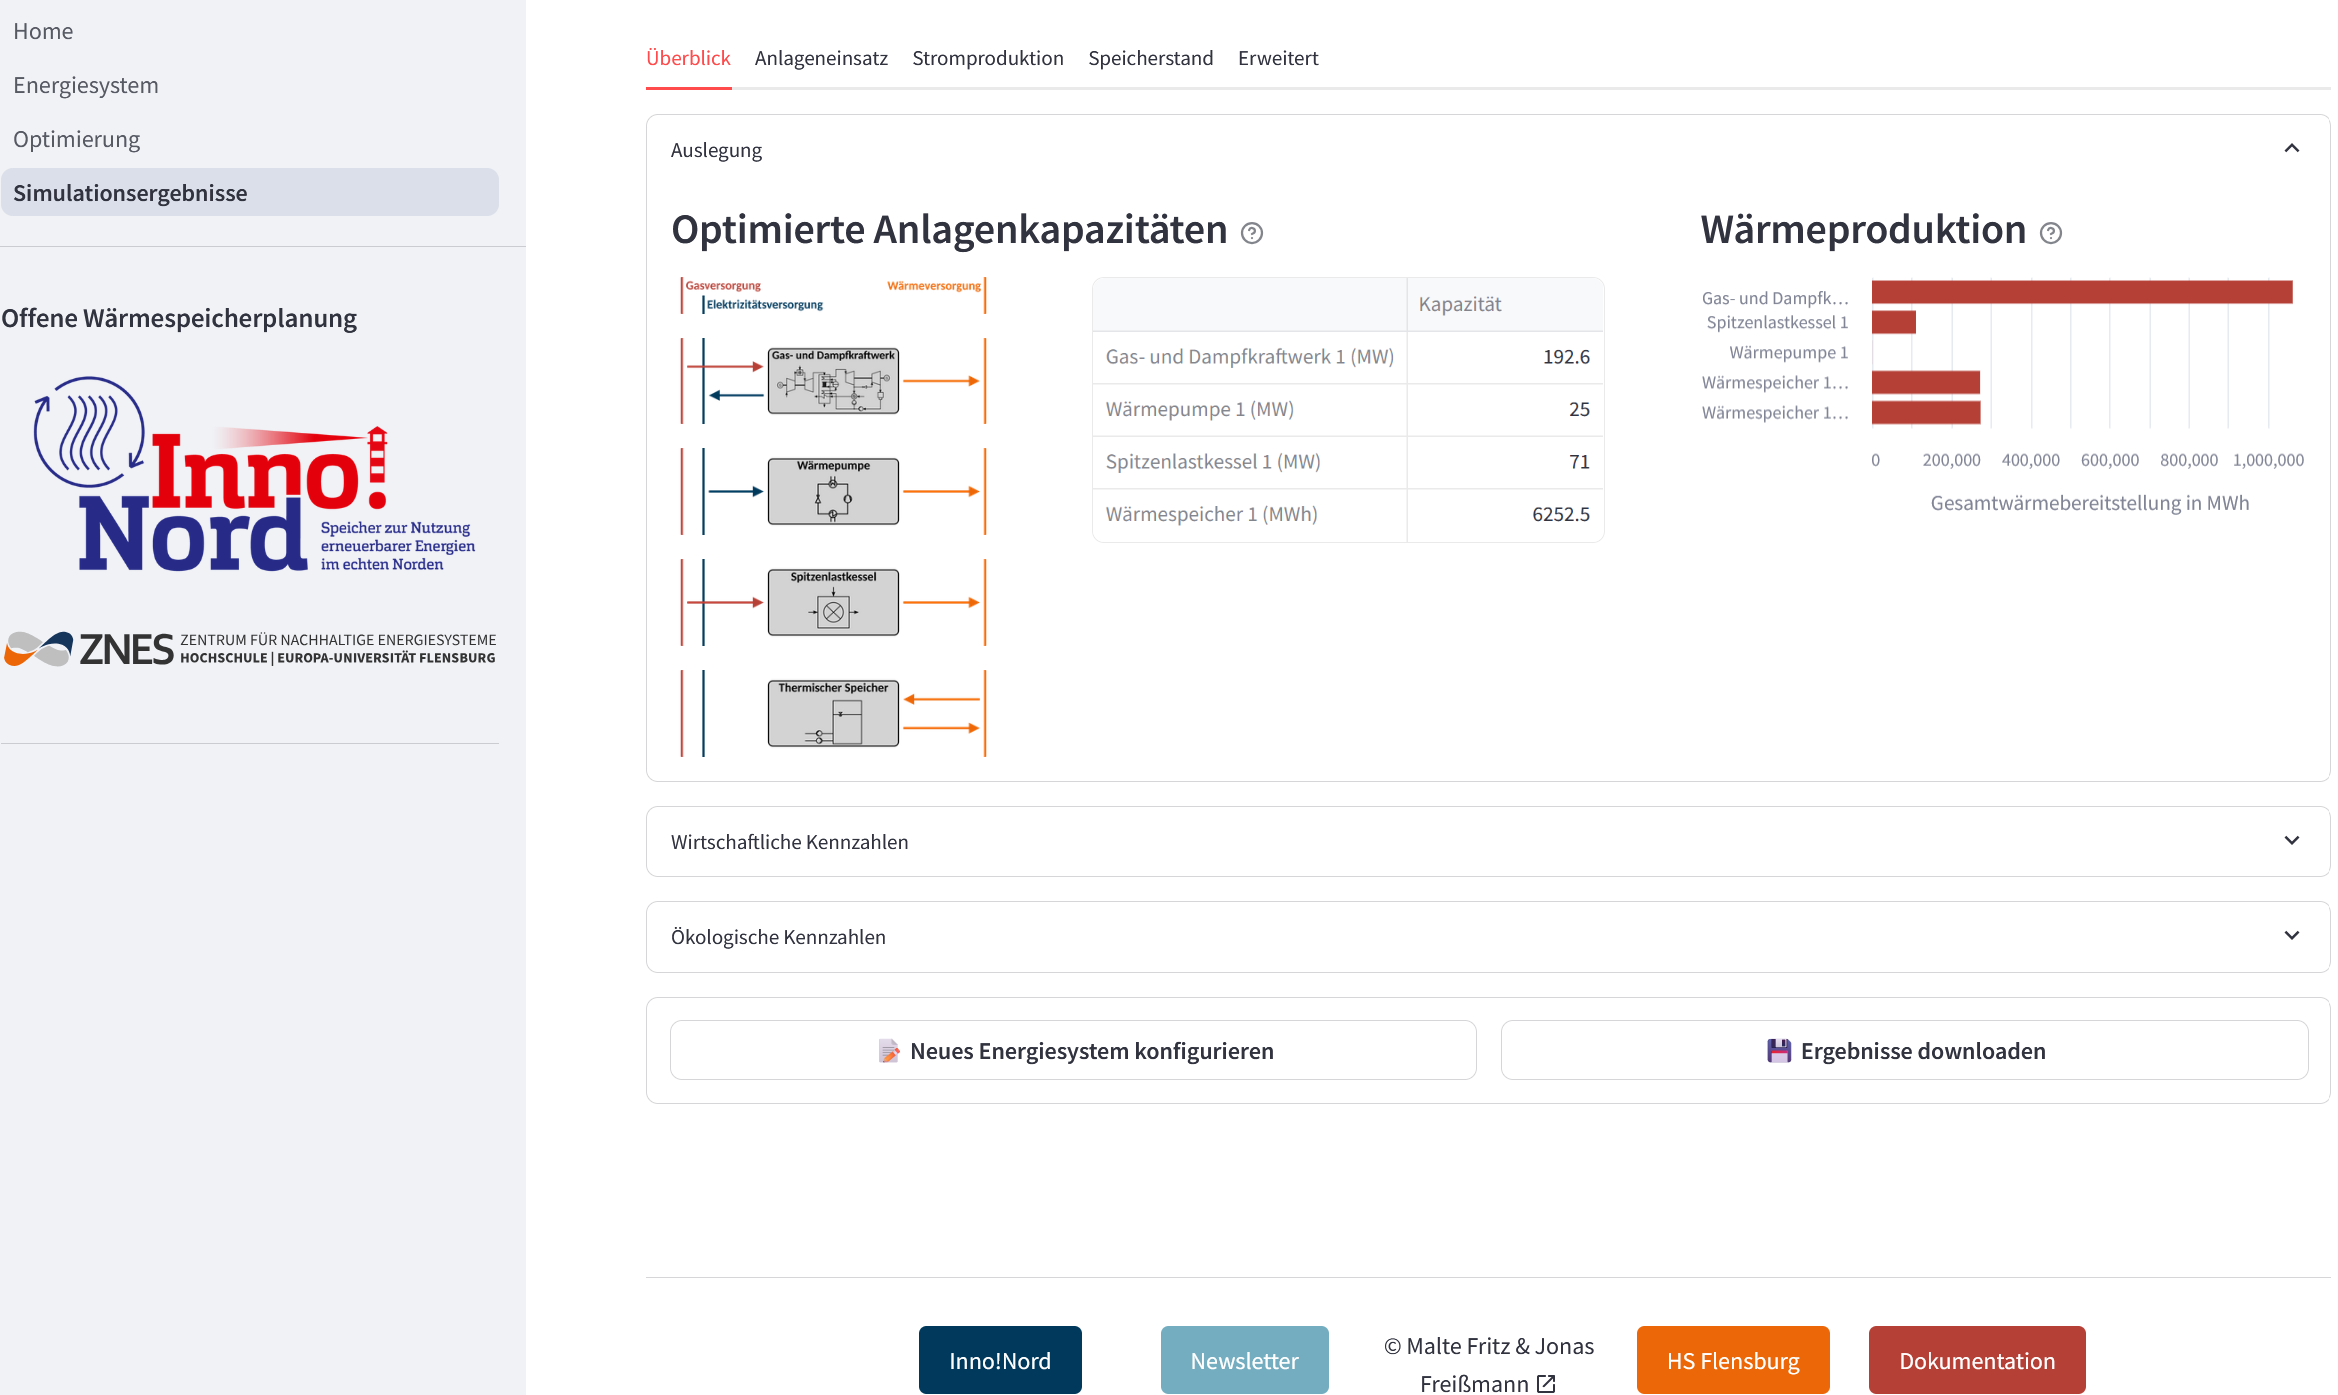 Home
Energiesystem
Optimierung
Simulationsergebnisse
Offene Wärmespeicherplanung
Inno!
Nord
Speicher zur Nutzung
erneuerbarer Energien
im echten Norden
ZNES
ZENTRUM FÜR NACHHALTIGE ENERGIESYSTEME
HOCHSCHULE | EUROPA-UNIVERSITÄT FLENSBURG
Überblick Anlageneinsatz Stromproduktion Speicherstand Erweitert
Auslegung
Optimierte Anlagenkapazitäten
Gasversorgung
Wärmeversorgung
Elektrizitätsversorgung
Gas- und Dampfkraftwerk
Wärmepumpe
Spitzenlastkessel
Thermischer Speicher
Kapazität
Gas- und Dampfkraftwerk 1 (MW) 192.6
Wärmepumpe 1 (MW) 25
Spitzenlastkessel 1 (MW) 71
Wärmespeicher 1 (MWh) 6252.5
Wärmeproduktion
Gas- und Dampfk…
Spitzenlastkessel 1
Wärmepumpe 1
Wärmespeicher 1…
Wärmespeicher 1…
0 200,000 400,000 600,000 800,000 1,000,000
Gesamtwärmebereitstellung in MWh
Wirtschaftliche Kennzahlen
Ökologische Kennzahlen
Neues Energiesystem konfigurieren
Ergebnisse downloaden
Inno!Nord
Newsletter
© Malte Fritz & Jonas
Freißmann
HS Flensburg
Dokumentation